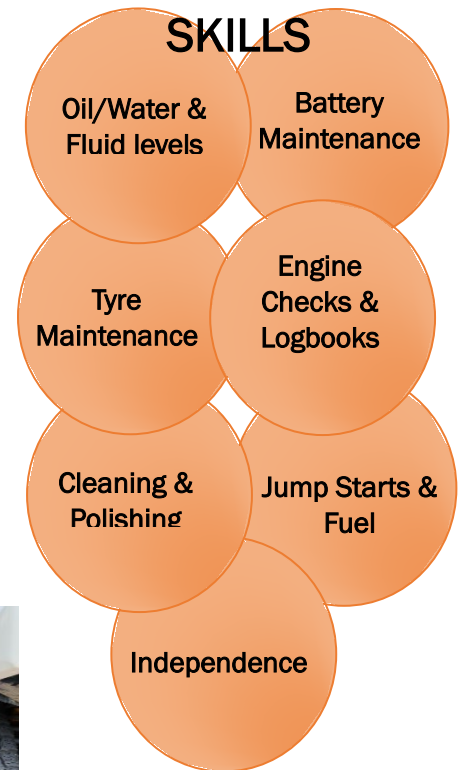 SKILLS
Oil/Water &
Fluid levels
Battery
Maintenance
Tyre
Maintenance
Engine
Checks &
Logbooks
Cleaning &
Polishing
Jump Starts &
Fuel
Independence